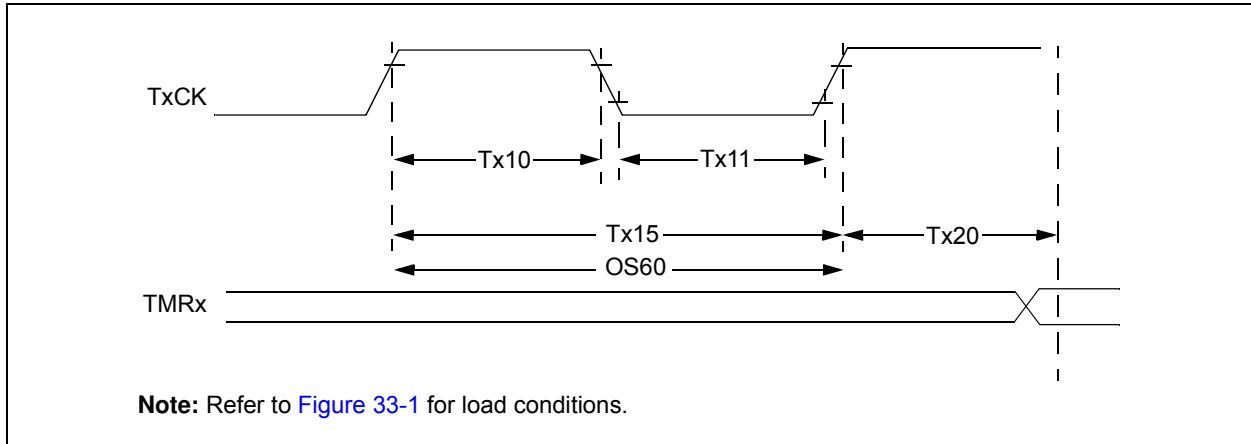 TxCK
Tx10
Tx11
Tx15
Tx20
OS60
TMRx
Note: Refer to Figure 33-1 for load conditions.